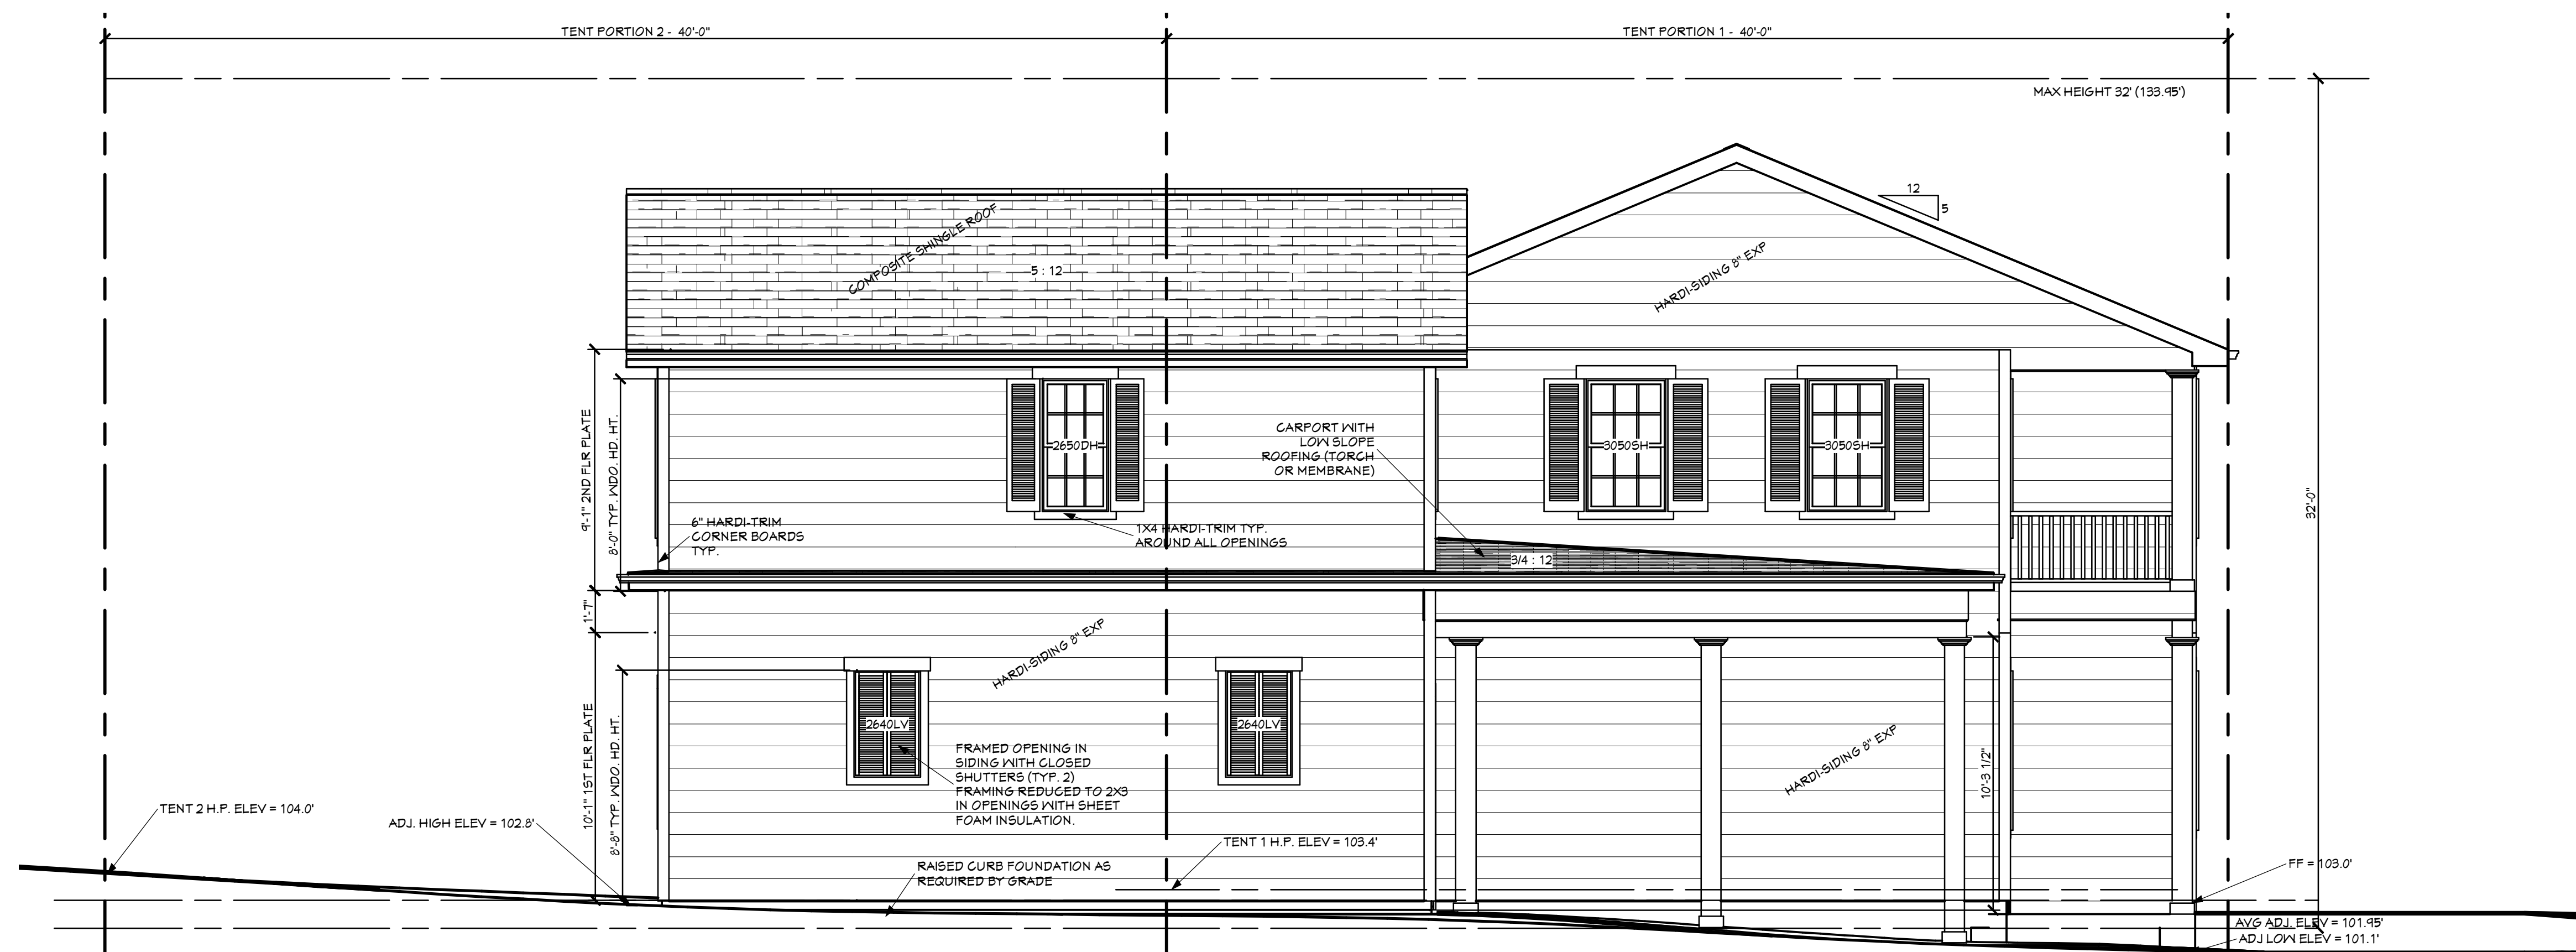 TENT PORTION 2 - 40'-0"
TENT PORTION 1 - 40'-0"
MAX HEIGHT 32' (133.95')
12
5
COMPOSITE SHINGLE ROOF
5 : 12
HARDI-SIDING 8" EXP
9'-1" 2ND FLR PLATE
8'-0" TYP. WDO. HD. HT.
2650DH
3050SH
3050SH
CARPORT WITH
LOW SLOPE
ROOFING (TORCH
OR MEMBRANE)
32'-0"
6" HARDI-TRIM
CORNER BOARDS
TYP.
1X4 HARDI-TRIM TYP.
AROUND ALL OPENINGS
3/4 : 12
1'-7"
HARDI-SIDING 8" EXP
10'-1" 1ST FLR PLATE
8'-8" TYP. WDO. HD. HT.
2640LV
2640LV
FRAMED OPENING IN
SIDING WITH CLOSED
SHUTTERS (TYP. 2)
FRAMING REDUCED TO 2X3
IN OPENINGS WITH SHEET
FOAM INSULATION.
HARDI-SIDING 8" EXP
10'-3 1/2"
TENT 2 H.P. ELEV = 104.0'
ADJ. HIGH ELEV = 102.8'
TENT 1 H.P. ELEV = 103.4'
RAISED CURB FOUNDATION AS
REQUIRED BY GRADE
FF = 103.0'
AVG ADJ. ELEV = 101.95'
ADJ LOW ELEV = 101.1'